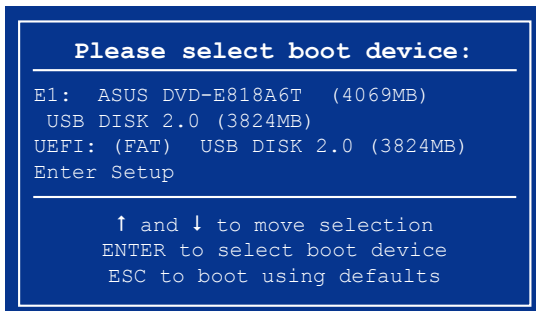 Please select boot device:
E1: ASUS DVD-E818A6T (4069MB)
USB DISK 2.0 (3824MB)
UEFI: (FAT) USB DISK 2.0 (3824MB)
Enter Setup
↑ and ↓ to move selection
ENTER to select boot device
ESC to boot using defaults